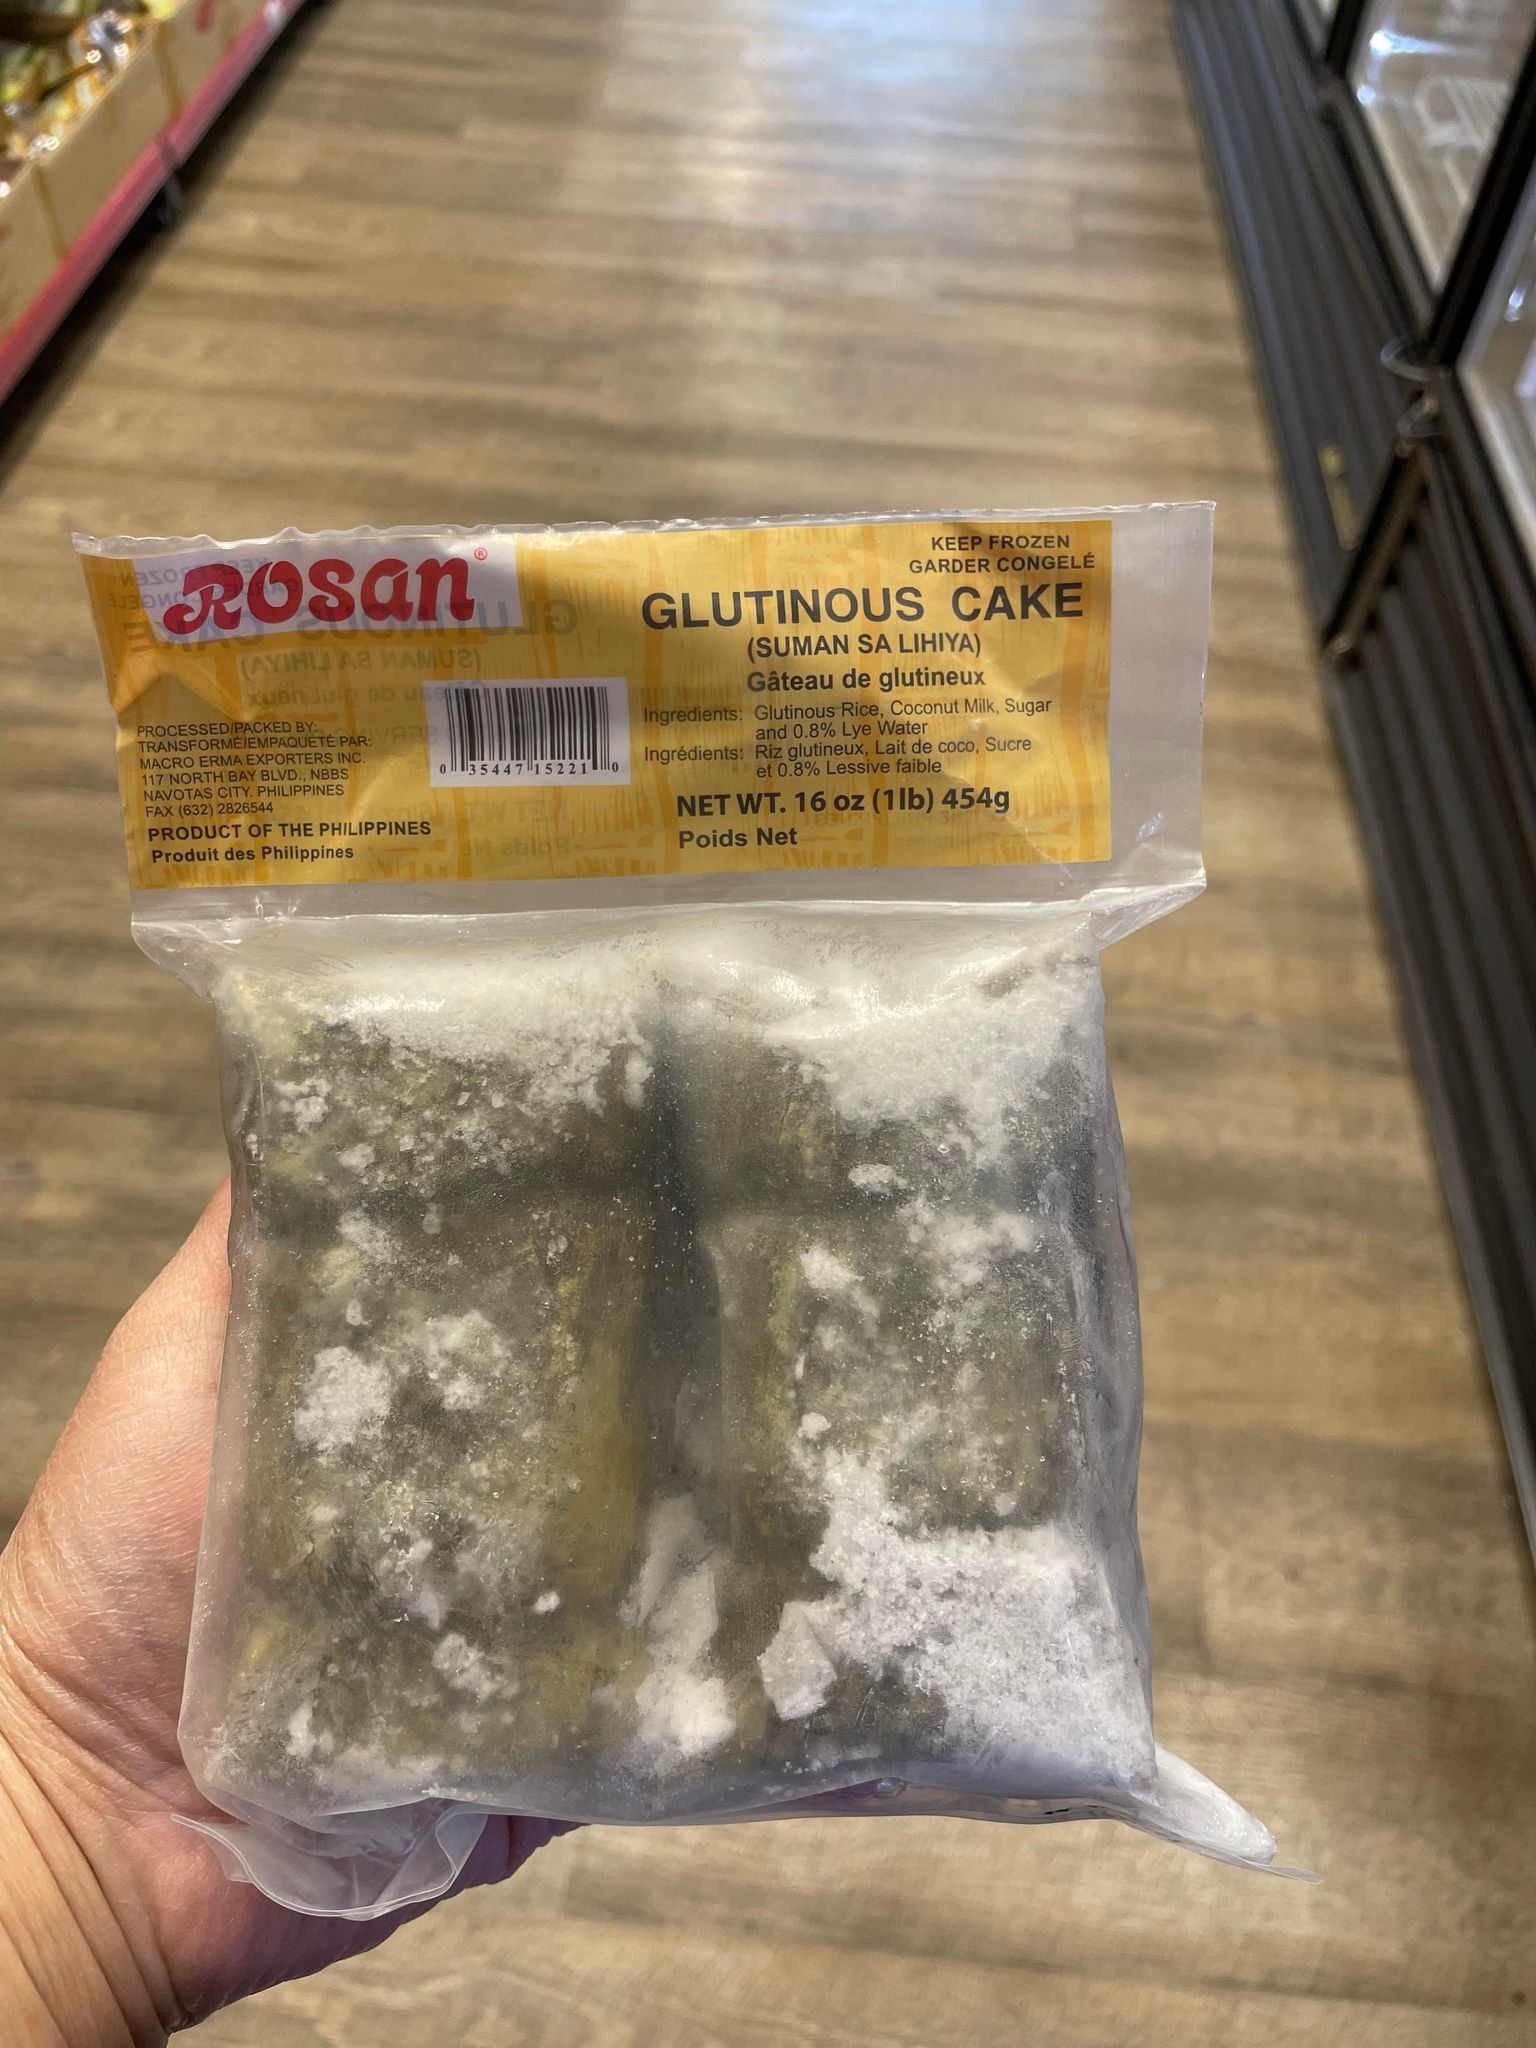 Rosan®
PROCESSED/PACKED BY:
TRANSFORMÉ/EMPAQUETÉ PAR:
MACRO ERMA EXPORTERS INC.
117 NORTH BAY BLVD., NBBS
NAVOTAS CITY. PHILIPPINES
FAX (632) 2826544
PRODUCT OF THE PHILIPPINES
Produit des Philippines
0 35447 15221 0
KEEP FROZEN
GARDER CONGELÉ
GLUTINOUS CAKE
(SUMAN SA LIHIYA)
Gâteau de glutineux
Ingredients: Glutinous Rice, Coconut Milk, Sugar
and 0.8% Lye Water
Ingrédients: Riz glutineux, Lait de coco, Sucre
et 0.8% Lessive faible
NET WT. 16 oz (1lb) 454g
Poids Net